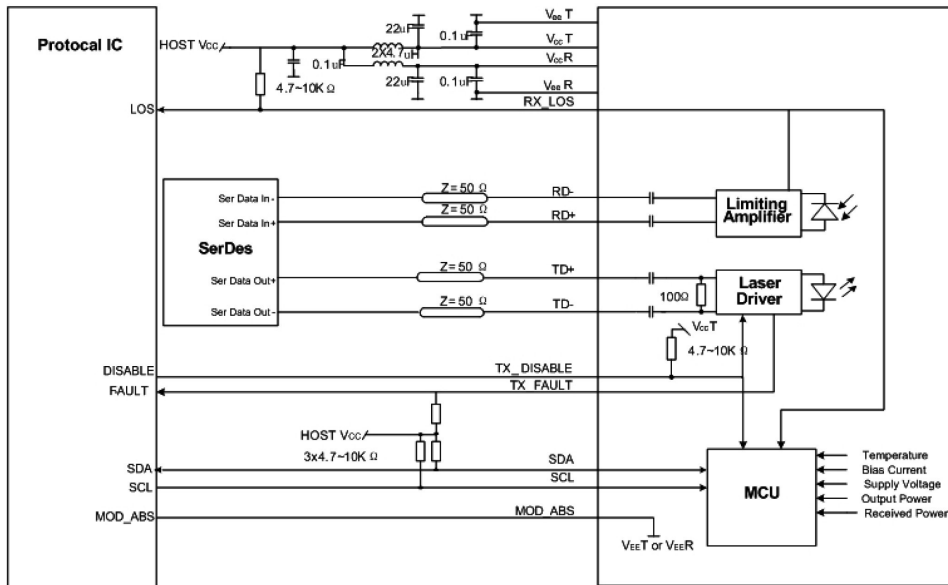 Protocal IC
HOST Vcc
22uF
0.1uF
VEE T
Vcc T
2X4.7uH
0.1uF
VccR
22uF
0.1uF
VEE R
4.7~10K Ω
LOS
RX_LOS
SerDes
Ser Data In-
Z= 50 Ω
RD-
Ser Data In+
Z= 50 Ω
RD+
Limiting
Amplifier
Ser Data Out+
Z= 50 Ω
TD+
Ser Data Out-
Z= 50 Ω
TD-
100Ω
Laser
Driver
VccT
4.7~10K Ω
DISABLE
TX_DISABLE
FAULT
TX_FAULT
HOST Vcc
3x4.7~10K Ω
SDA
SDA
SCL
SCL
MOD_ABS
MOD_ABS
VEET or VEER
MCU
Temperature
Bias Current
Supply Voltage
Output Power
Received Power